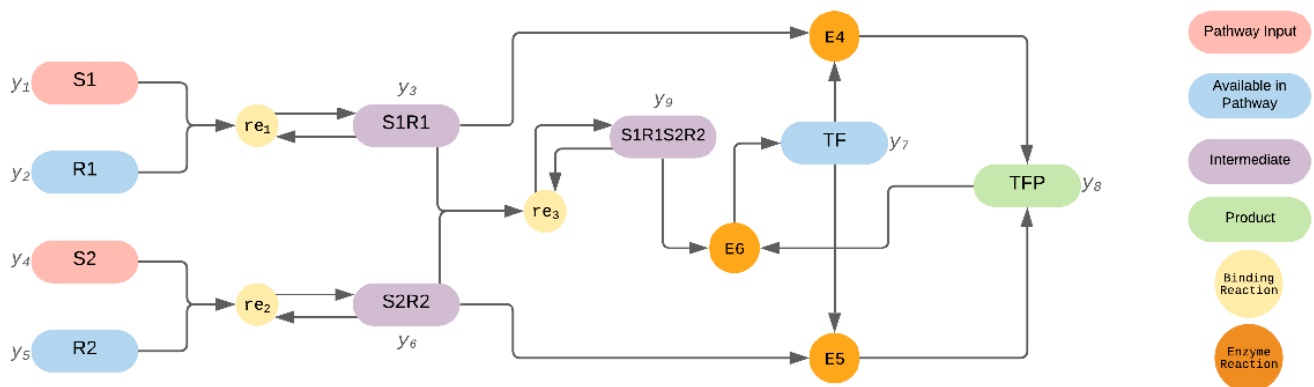 E4
Pathway Input
y₁ S1
y₃
y₉
Available in
Pathway
re₁
S1R1
S1R1S2R2
TF
y₇
y₂ R1
Intermediate
TFP y₈
re₃
Product
E6
y₄ S2
Binding
Reaction
re₂
S2R2
y₅ R2
y₆
E5
Enzyme
Reaction